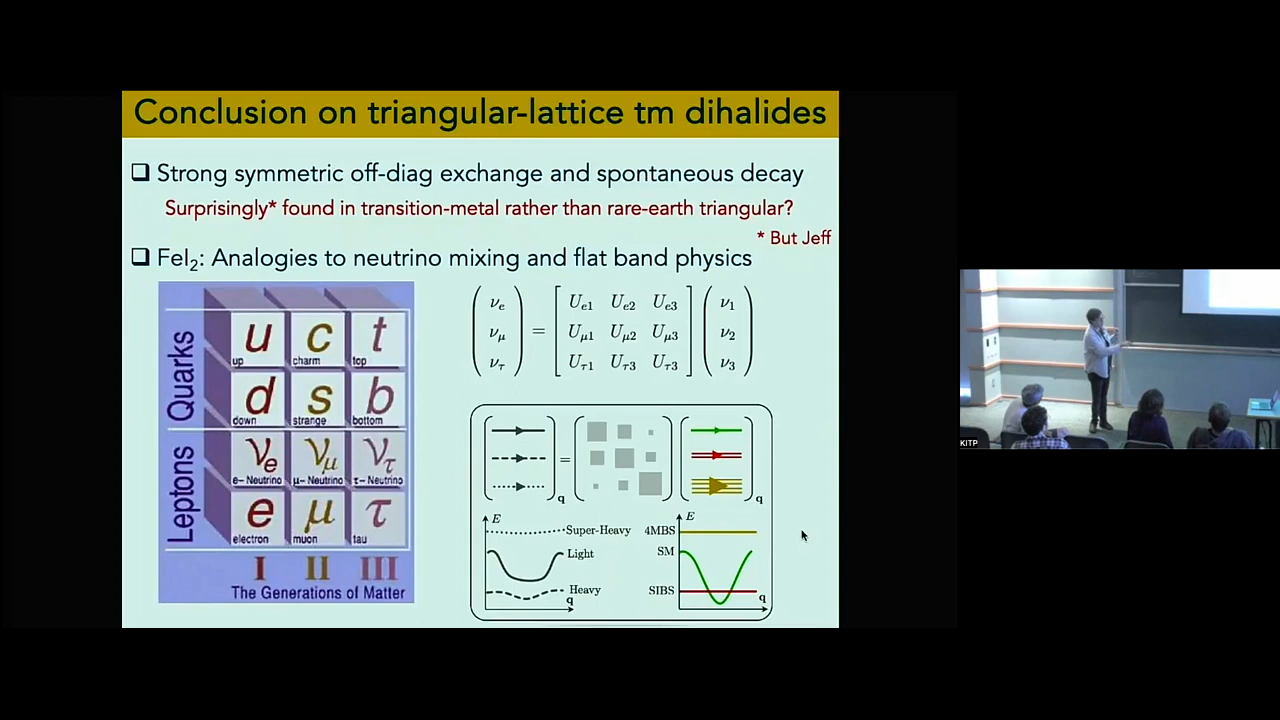 Conclusion on triangular-lattice tm dihalides
❑ Strong symmetric off-diag exchange and spontaneous decay
Surprisingly* found in transition-metal rather than rare-earth triangular?
* But Jeff
❑ FeI₂: Analogies to neutrino mixing and flat band physics
Quarks
u c t
up charm top
d s b
down strange bottom
Leptons
νe νμ ντ
e- Neutrino μ- Neutrino τ- Neutrino
e μ τ
electron muon tau
I II III
The Generations of Matter
νe Ue1 Ue2 Ue3 ν1
νμ = Uμ1 Uμ2 Uμ3 ν2
ντ Uτ1 Uτ3 Uτ3 ν3
=
q q
E
Super-Heavy
Light
Heavy
q
E
4MBS
SM
SIBS
q
KITP